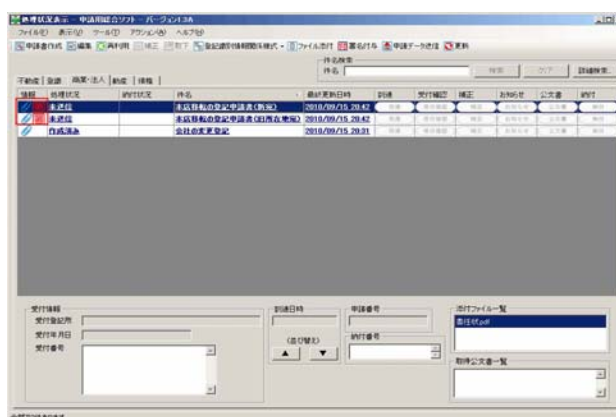 処理状況表示 - 申請用総合ソフト - バージョン1.3A
ファイル(F) 表示(V) ツール(T) アクション(A) ヘルプ(H)
申請書作成 編集 再利用 補正 取下 登記識別情報関係様式 ファイル添付 署名付与 申請データ送信 更新
件名検索
件名 検索 クリア 詳細検索
不動産 登録 商業・法人 動産 債権
情報 処理状況 納付状況 件名 最終更新日時 到達 受付確認 補正 お知らせ 公文書 納付
未送信 本店移転の登記申請書(新宛) 2010/09/15 20:42
未送信 本店移転の登記申請書(旧所在地宛) 2010/09/15 20:42
作成済み 会社の変更登記 2010/09/15 20:31
受付情報 到達日時 申請番号 添付ファイル一覧
受付登記所 委任状.pdf
受付年月日
受付番号 (並び替え) 納付番号
▲ ▼
取得公文書一覧